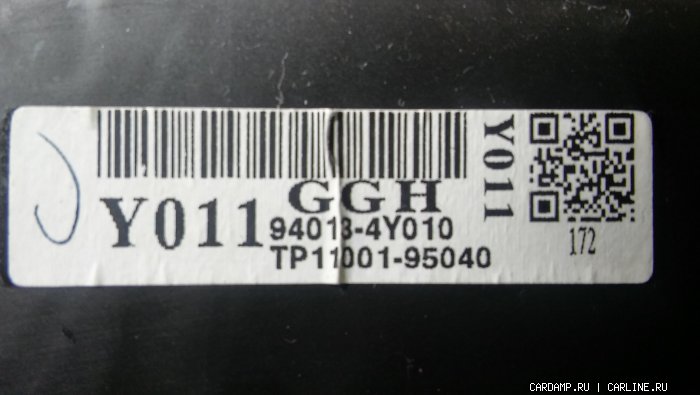 GGH
Y011
94013-4Y010
TP11001-95040
Y011
172
CARDAMP.RU | CARLINE.RU